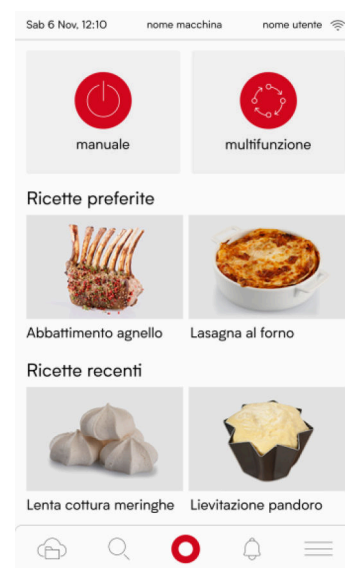 Sab 6 Nov, 12:10 nome macchina nome utente
manuale multifunzione
Ricette preferite
Abbattimento agnello Lasagna al forno
Ricette recenti
Lenta cottura meringhe Lievitazione pandoro